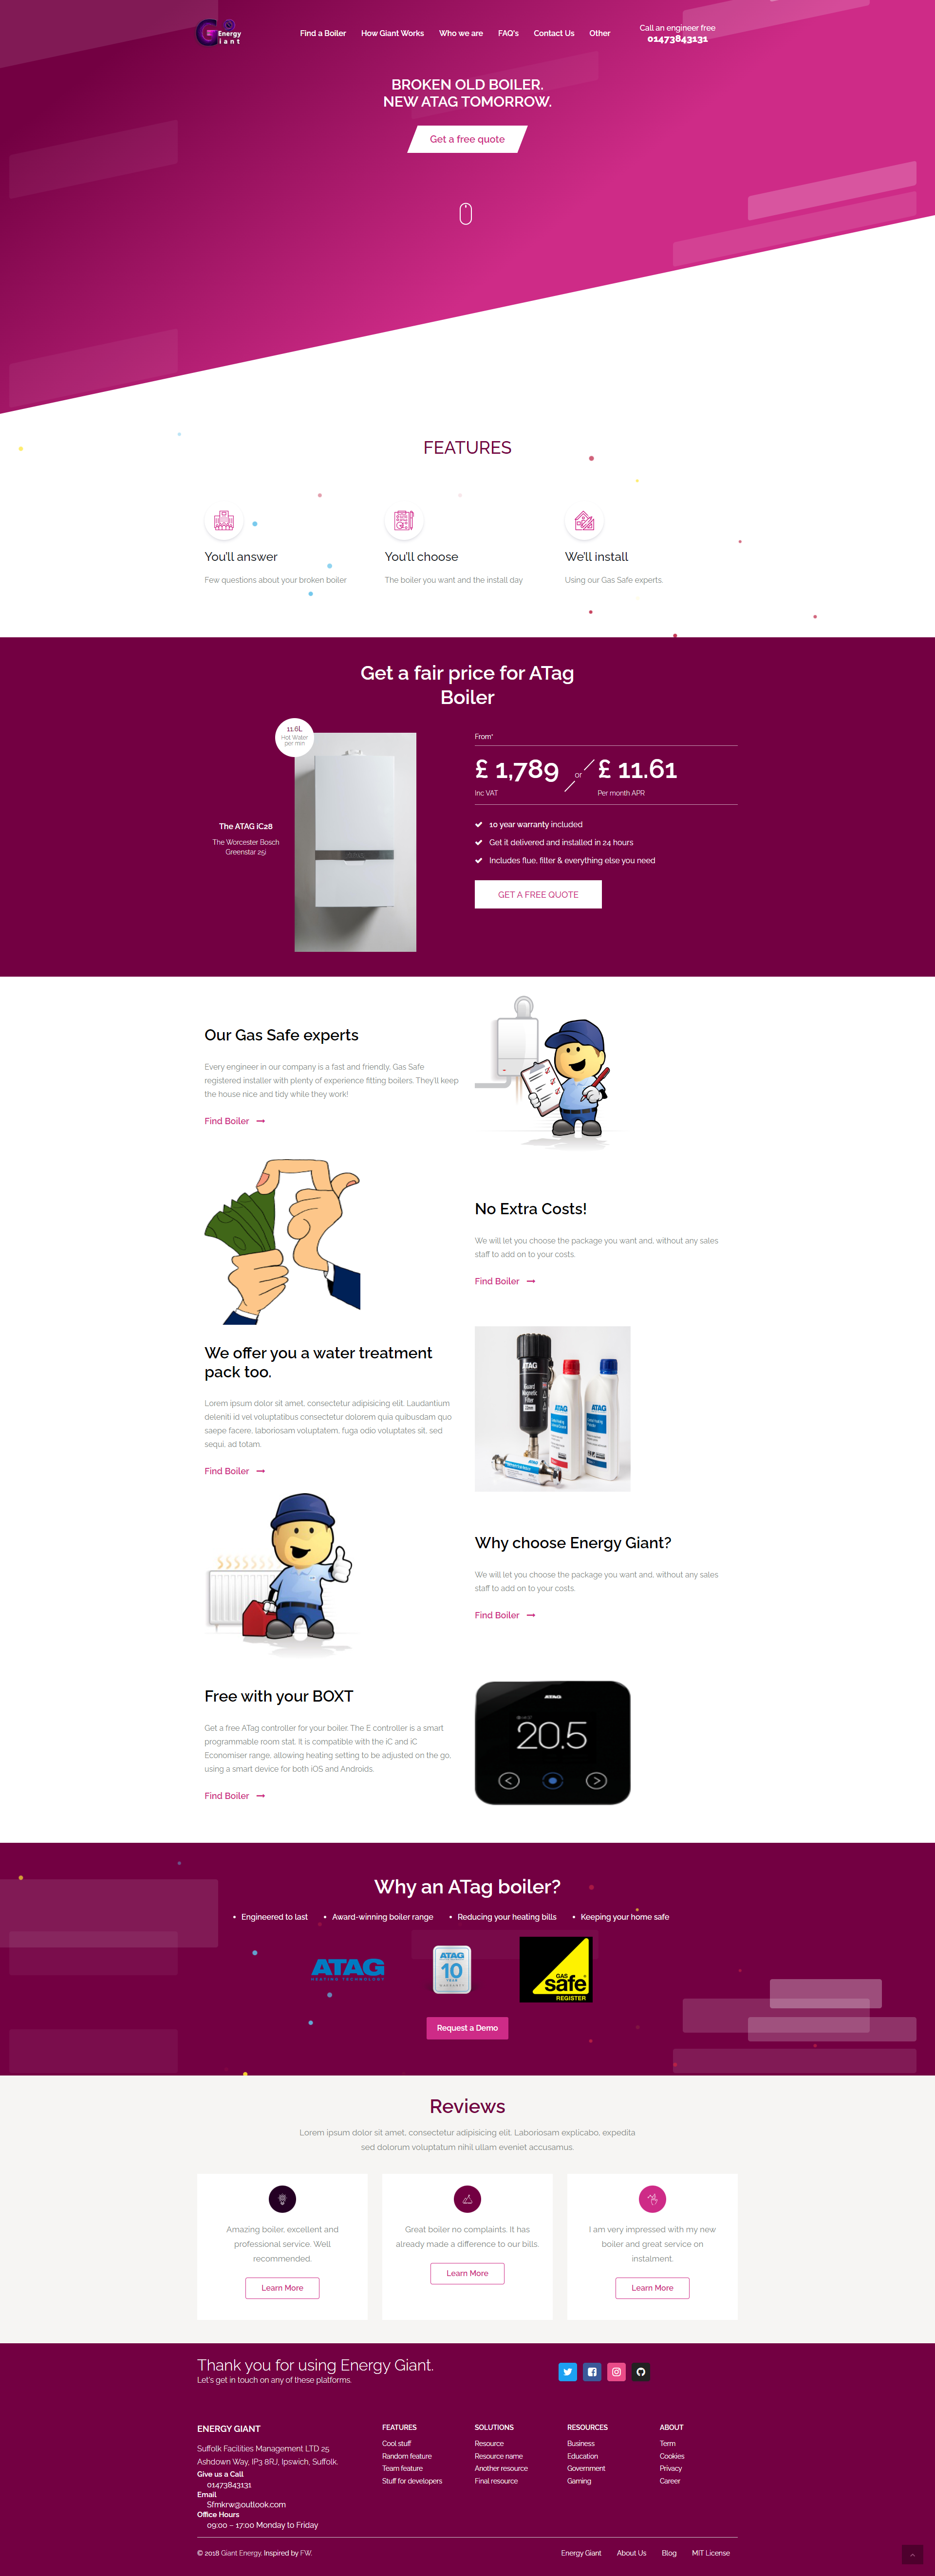 G Energy
Giant
Find a Boiler How Giant Works Who we are FAQ's Contact Us Other
Call an engineer free
01473843131
BROKEN OLD BOILER.
NEW ATAG TOMORROW.
Get a free quote
FEATURES
You'll answer
Few questions about your broken boiler
You'll choose
The boiler you want and the install day
We'll install
Using our Gas Safe experts.
Get a fair price for ATag
Boiler
11.6L
Hot Water
per min
The ATAG iC28
The Worcester Bosch
Greenstar 25i
From*
£ 1,789 or £ 11.61
Inc VAT Per month APR
10 year warranty included
Get it delivered and installed in 24 hours
Includes flue, filter & everything else you need
GET A FREE QUOTE
Our Gas Safe experts
Every engineer in our company is a fast and friendly, Gas Safe
registered installer with plenty of experience fitting boilers. They'll keep
the house nice and tidy while they work!
Find Boiler
No Extra Costs!
We will let you choose the package you want and, without any sales
staff to add on to your costs.
Find Boiler
We offer you a water treatment
pack too.
Lorem ipsum dolor sit amet, consectetur adipisicing elit. Laudantium
deleniti id vel voluptatibus consectetur dolorem quia quibusdam quo
saepe facere, laboriosam voluptatem, fuga odio voluptates sit, sed
sequi, ad totam.
Find Boiler
ATAG
ATAG
ATAG
Why choose Energy Giant?
We will let you choose the package you want and, without any sales
staff to add on to your costs.
Find Boiler
Free with your BOXT
Get a free ATag controller for your boiler. The E controller is a smart
programmable room stat. It is compatible with the iC and iC
Economiser range, allowing heating setting to be adjusted on the go,
using a smart device for both iOS and Androids.
Find Boiler
ATAG
20.5
Why an ATag boiler?
Engineered to last Award-winning boiler range Reducing your heating bills Keeping your home safe
ATAG
HEATING TECHNOLOGY
ATAG
10
YEAR
WARRANTY
GAS
safe
REGISTER
Request a Demo
Reviews
Lorem ipsum dolor sit amet, consectetur adipisicing elit. Laboriosam explicabo, expedita
sed dolorum voluptatum nihil ullam eveniet accusamus.
Amazing boiler, excellent and
professional service. Well
recommended.
Learn More
Great boiler no complaints. It has
already made a difference to our bills.
Learn More
I am very impressed with my new
boiler and great service on
instalment.
Learn More
Thank you for using Energy Giant.
Let's get in touch on any of these platforms.
ENERGY GIANT
Suffolk Facilities Management LTD 25
Ashdown Way, IP3 8RJ, Ipswich, Suffolk.
Give us a Call
01473843131
Email
Sfmkrw@outlook.com
Office Hours
09:00 – 17:00 Monday to Friday
FEATURES
Cool stuff
Random feature
Team feature
Stuff for developers
SOLUTIONS
Resource
Resource name
Another resource
Final resource
RESOURCES
Business
Education
Government
Gaming
ABOUT
Term
Cookies
Privacy
Career
© 2018 Giant Energy. Inspired by FW.
Energy Giant About Us Blog MIT License